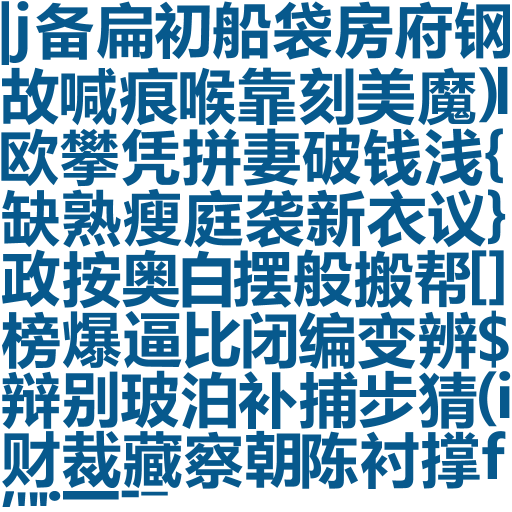 |j备扁初船袋房府钢
故喊痕喉靠刻美魔)l
欧攀凭拼妻破钱浅{
缺熟瘦庭袭新衣议}
政按奥白摆般搬帮[]
榜爆逼比闭编变辨$
辩别玻泊补捕步猜(i
财裁藏察朝陈衬撑f